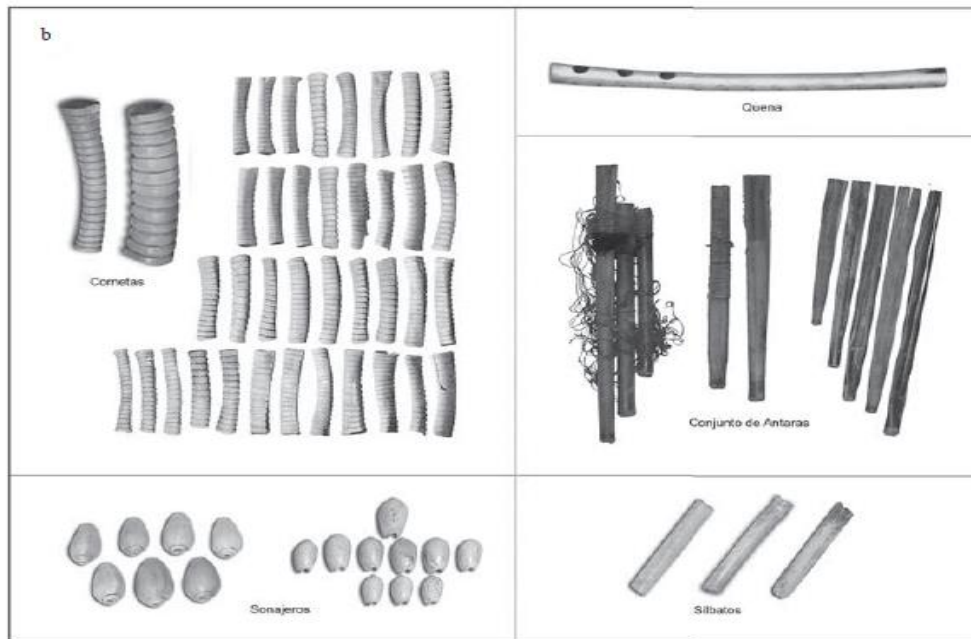 b
Quena
Cornetas
Conjunto de Antaras
Sonajeros
Silbatos